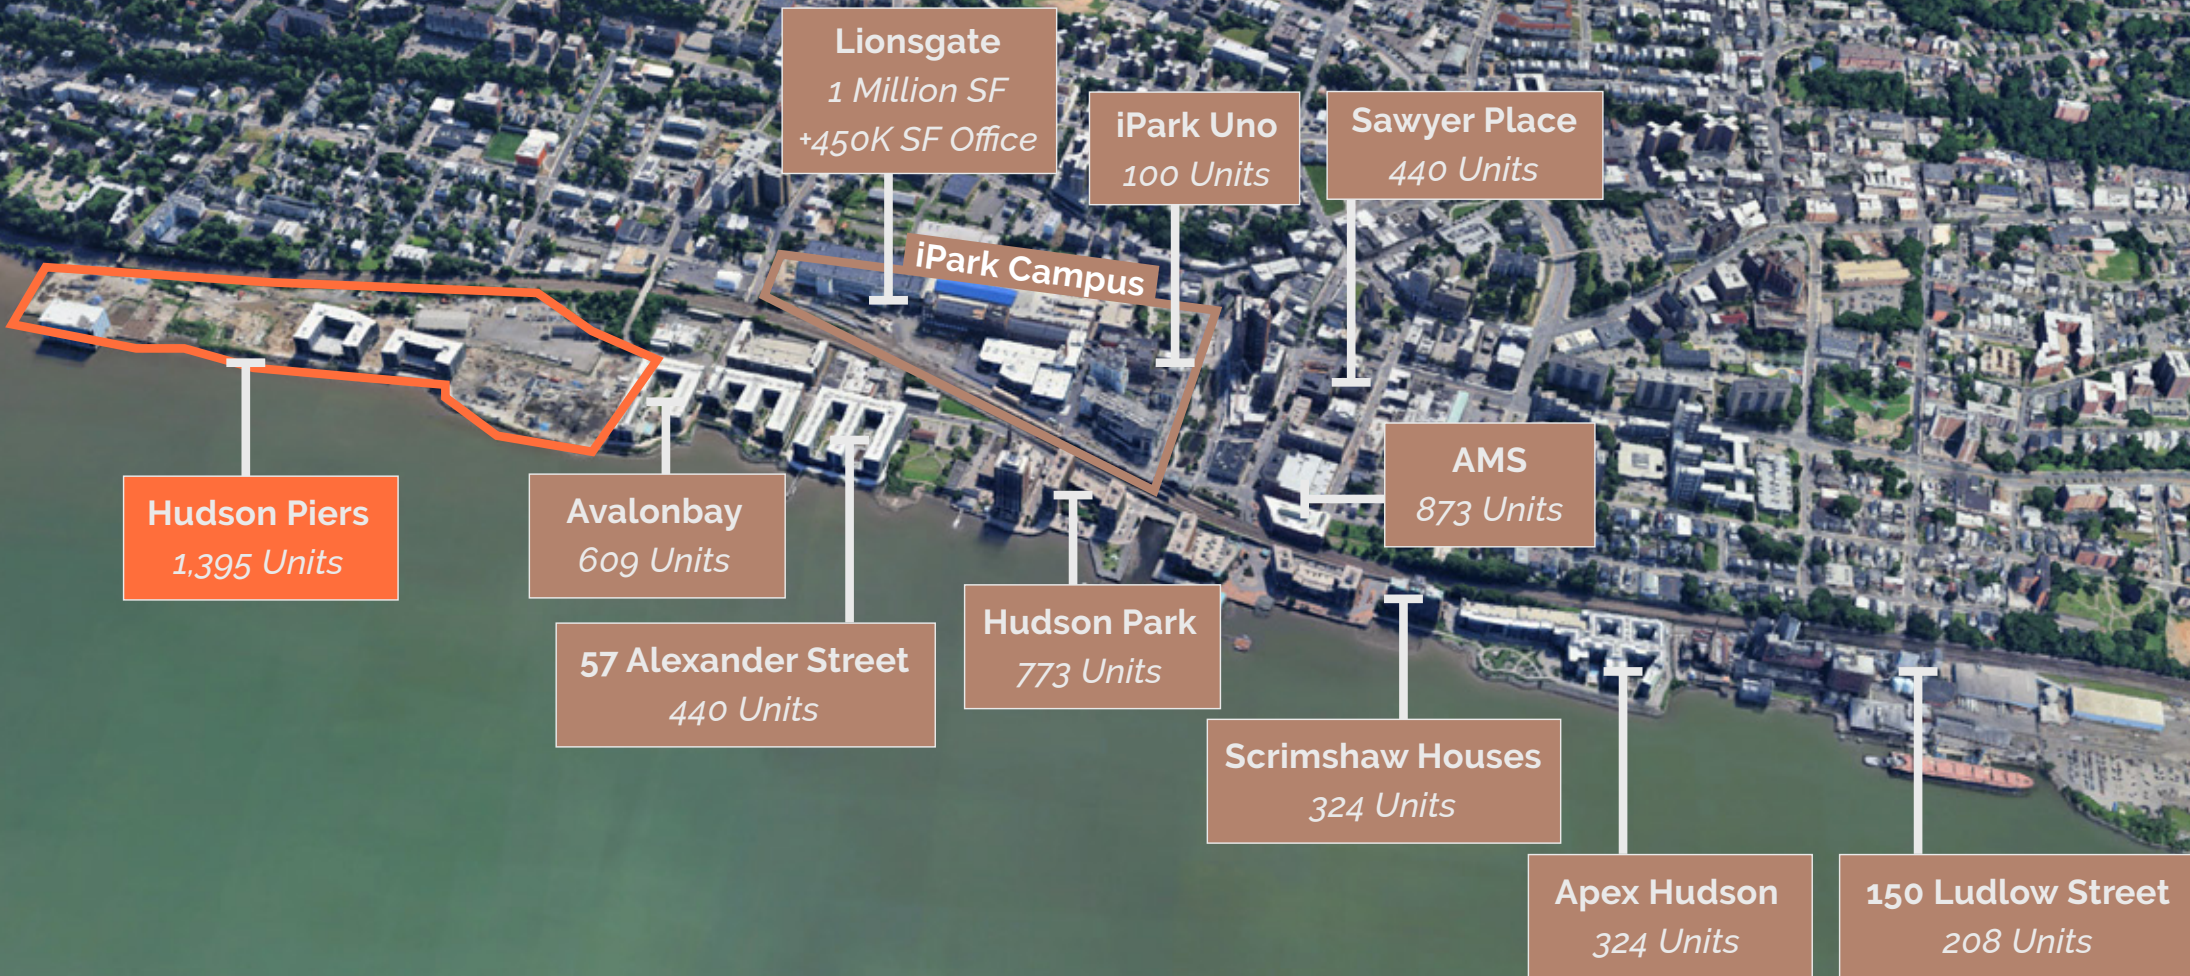 Lionsgate
1 Million SF
+450K SF Office
iPark Uno
100 Units
Sawyer Place
440 Units
iPark Campus
AMS
873 Units
Hudson Piers
1,395 Units
Avalonbay
609 Units
57 Alexander Street
440 Units
Hudson Park
773 Units
Scrimshaw Houses
324 Units
Apex Hudson
324 Units
150 Ludlow Street
208 Units